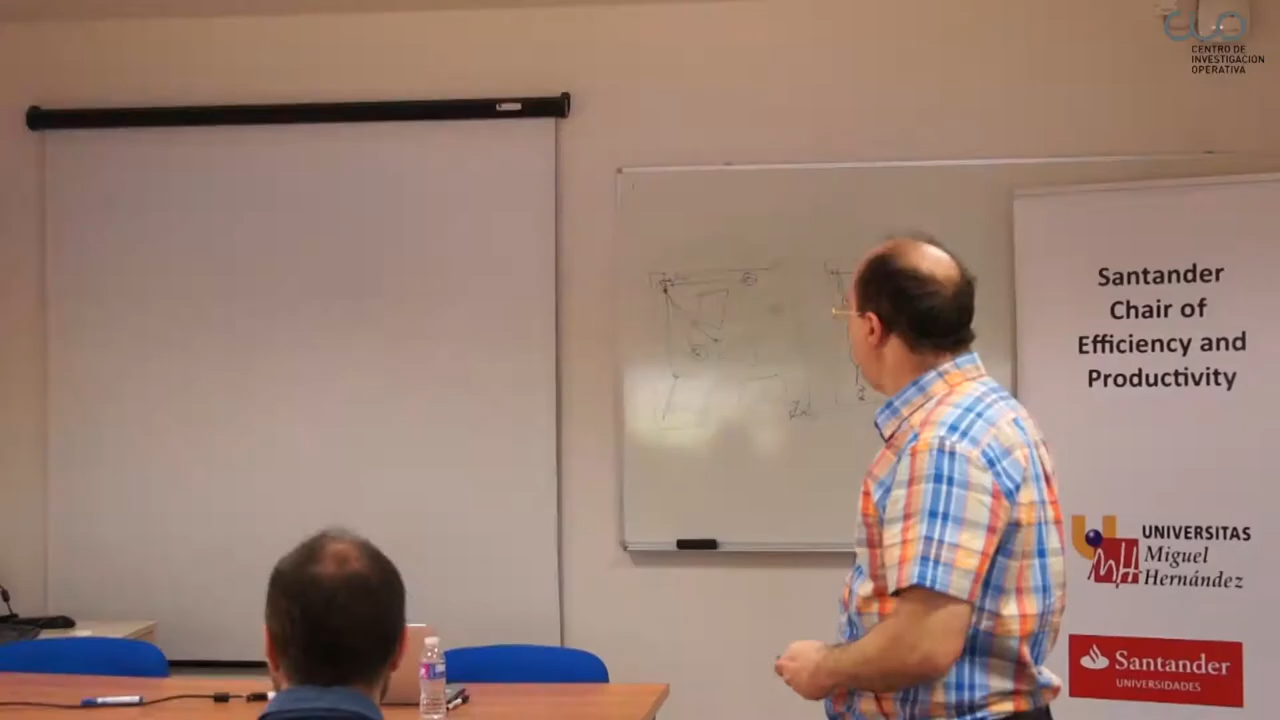 CENTRO DE
INVESTIGACION
OPERATIVA
Santander
Chair of
Efficiency and
Productivity
UNIVERSITAS
Miguel
Hernández
Santander
UNIVERSIDADES